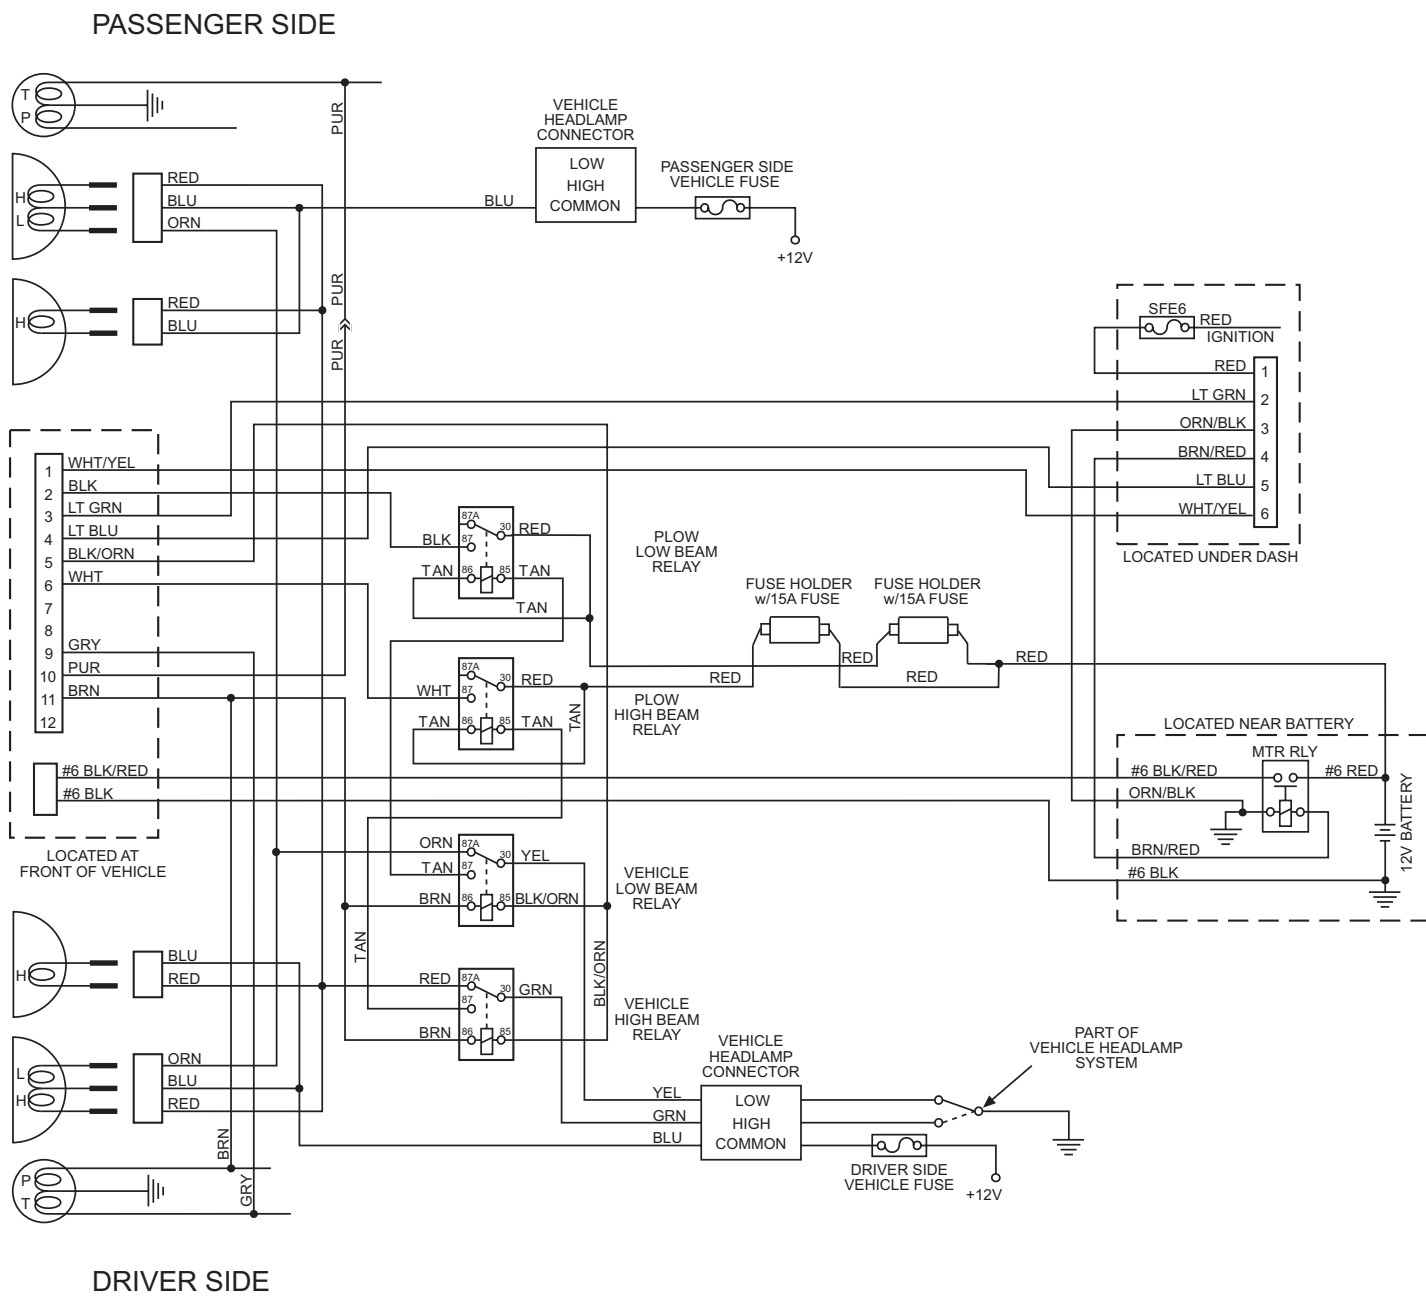 PASSENGER SIDE
T
P
PUR
VEHICLE
HEADLAMP
CONNECTOR
LOW
HIGH
COMMON
PASSENGER SIDE
VEHICLE FUSE
+12V
H
L
RED
BLU
ORN
BLU
H
RED
BLU
PUR
PUR
SFE6
RED
IGNITION
RED 1
LT GRN 2
ORN/BLK 3
BRN/RED 4
LT BLU 5
WHT/YEL 6
LOCATED UNDER DASH
1 WHT/YEL
2 BLK
3 LT GRN
4 LT BLU
5 BLK/ORN
6 WHT
7
8
9 GRY
10 PUR
11 BRN
12
#6 BLK/RED
#6 BLK
LOCATED AT
FRONT OF VEHICLE
87A
30 RED
BLK 87
TAN 86 85 TAN
TAN
PLOW
LOW BEAM
RELAY
FUSE HOLDER
w/15A FUSE
FUSE HOLDER
w/15A FUSE
RED
RED
RED
RED
87A
30 RED
WHT 87
TAN 86 85 TAN
TAN
PLOW
HIGH BEAM
RELAY
LOCATED NEAR BATTERY
MTR RLY
#6 BLK/RED
#6 RED
ORN/BLK
BRN/RED
#6 BLK
12V BATTERY
ORN 87A
30 YEL
TAN 87
BRN 86 85 BLK/ORN
VEHICLE
LOW BEAM
RELAY
TAN
BLK/ORN
RED 87A
30 GRN
87
BRN 86 85
VEHICLE
HIGH BEAM
RELAY
H
BLU
RED
L
H
ORN
BLU
RED
VEHICLE
HEADLAMP
CONNECTOR
YEL LOW
GRN HIGH
BLU COMMON
PART OF
VEHICLE HEADLAMP
SYSTEM
DRIVER SIDE
VEHICLE FUSE
+12V
BRN
GRY
P
T
DRIVER SIDE